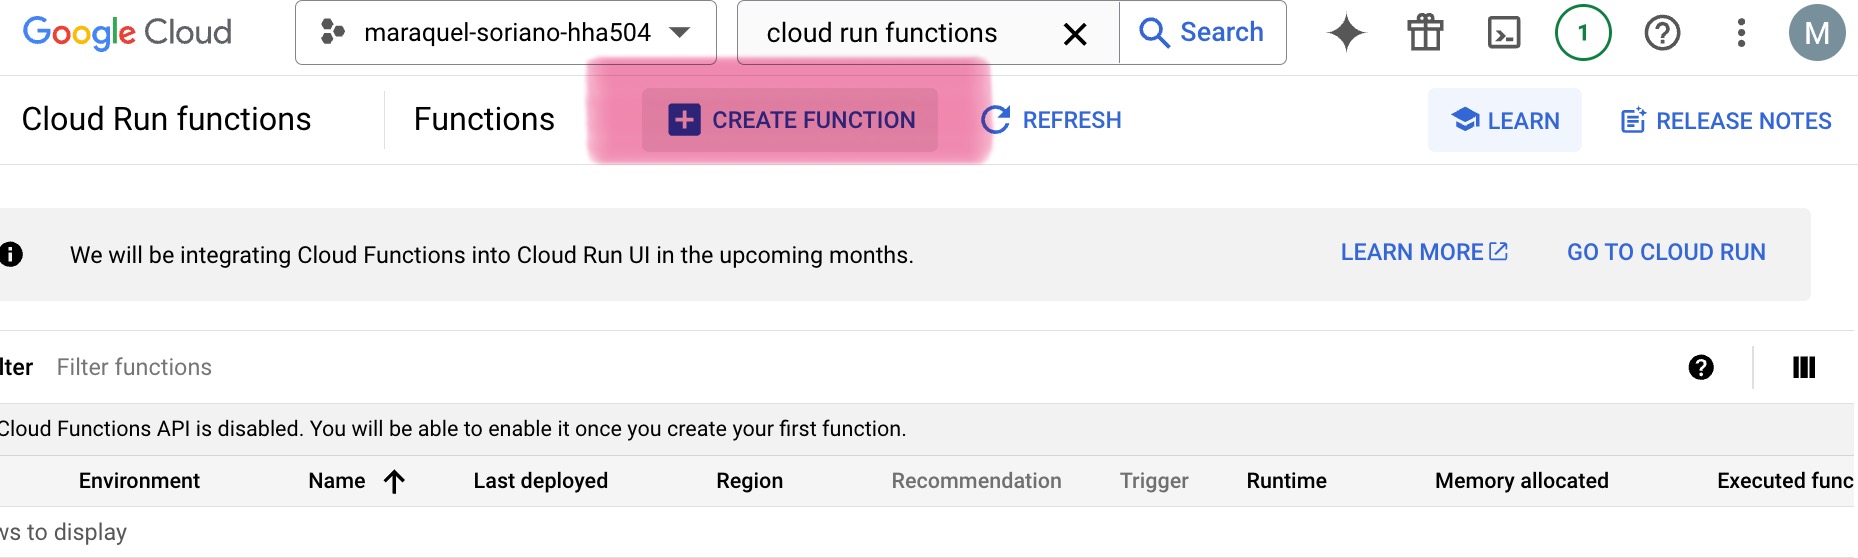 Google Cloud maraquel-soriano-hha504 cloud run functions Search 1 M
Cloud Run functions Functions CREATE FUNCTION REFRESH LEARN RELEASE NOTES
We will be integrating Cloud Functions into Cloud Run UI in the upcoming months. LEARN MORE GO TO CLOUD RUN
lter Filter functions
Cloud Functions API is disabled. You will be able to enable it once you create your first function.
Environment Name Last deployed Region Recommendation Trigger Runtime Memory allocated Executed func
ws to display